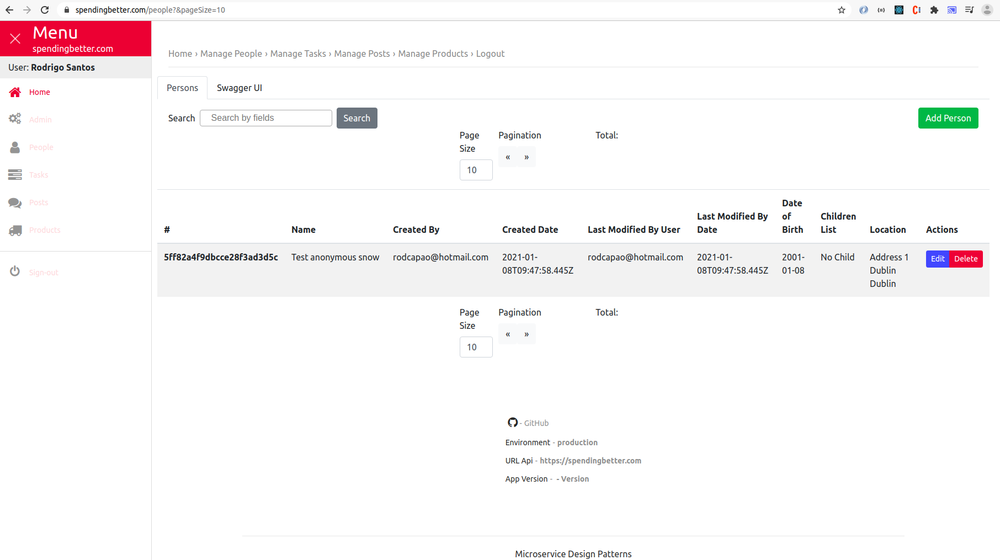 spendingbetter.com/people?&pageSize=10
Menu
spendingbetter.com
User: Rodrigo Santos
Home
Admin
People
Tasks
Posts
Products
Sign-out
Home › Manage People › Manage Tasks › Manage Posts › Manage Products › Logout
Persons Swagger UI
Search Search by fields Search Add Person
Page
Size
10
Pagination
« »
Total:
# Name Created By Created Date Last Modified By User Last Modified By Date Date of Birth Children List Location Actions
5ff82a4f9dbcce28f3ad3d5c Test anonymous snow rodcapao@hotmail.com 2021-01-08T09:47:58.445Z rodcapao@hotmail.com 2021-01-08T09:47:58.445Z 2001-01-08 No Child Address 1 Edit Delete
Dublin
Dublin
Page
Size
10
Pagination
« »
Total:
- GitHub
Environment - production
URL Api - https://spendingbetter.com
App Version - - Version
Microservice Design Patterns